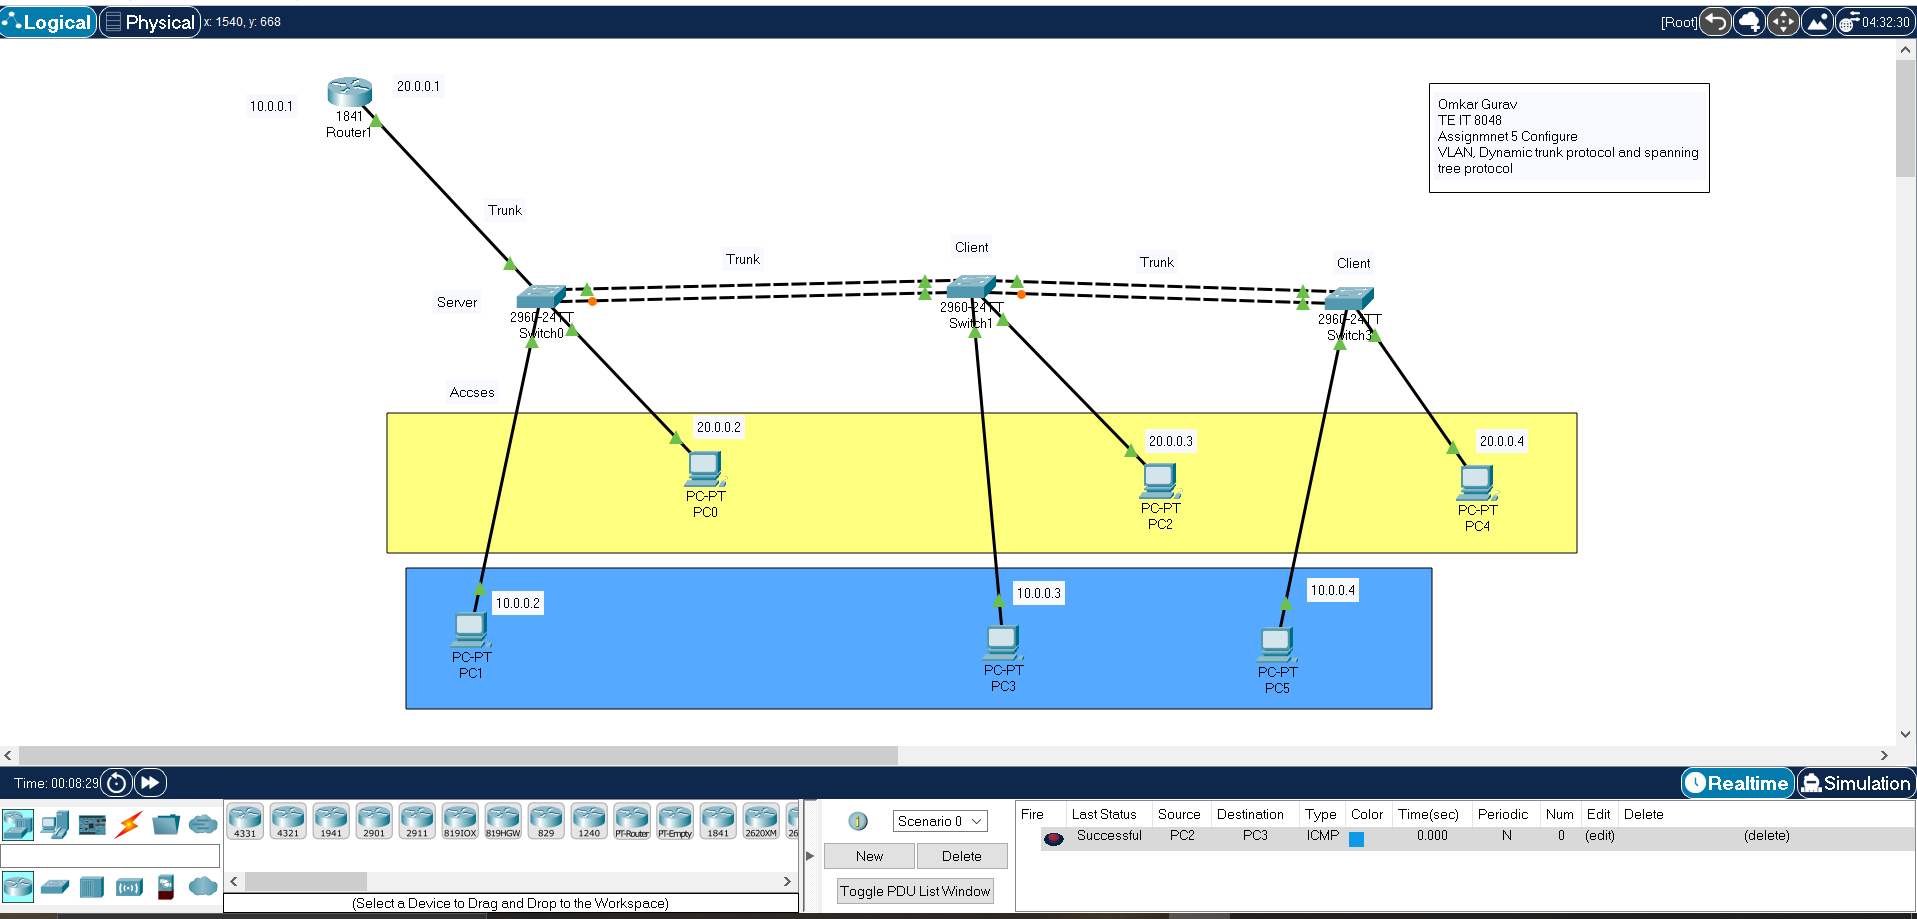 Logical Physical x: 1540, y: 668 [Root] 04:32:30
20.0.0.1
10.0.0.1
1841
Router1
Omkar Gurav
TE IT 8048
Assignmnet 5 Configure
VLAN, Dynamic trunk protocol and spanning
tree protocol
Trunk
Client
Trunk
Trunk
Client
Server
2960-24TT
Switch0
2960-24TT
Switch1
2960-24TT
Switch3
Accses
20.0.0.2
PC-PT
PC0
20.0.0.3
PC-PT
PC2
20.0.0.4
PC-PT
PC4
10.0.0.2
PC-PT
PC1
10.0.0.3
PC-PT
PC3
10.0.0.4
PC-PT
PC5
Time: 00:08:29 Realtime Simulation
4331 4321 1941 2901 2911 819IOX 819HGW 829 1240 PT-Router PT-Empty 1841 2620XM
(Select a Device to Drag and Drop to the Workspace)
Scenario 0
New Delete
Toggle PDU List Window
Fire Last Status Source Destination Type Color Time(sec) Periodic Num Edit Delete
Successful PC2 PC3 ICMP 0.000 N 0 (edit) (delete)